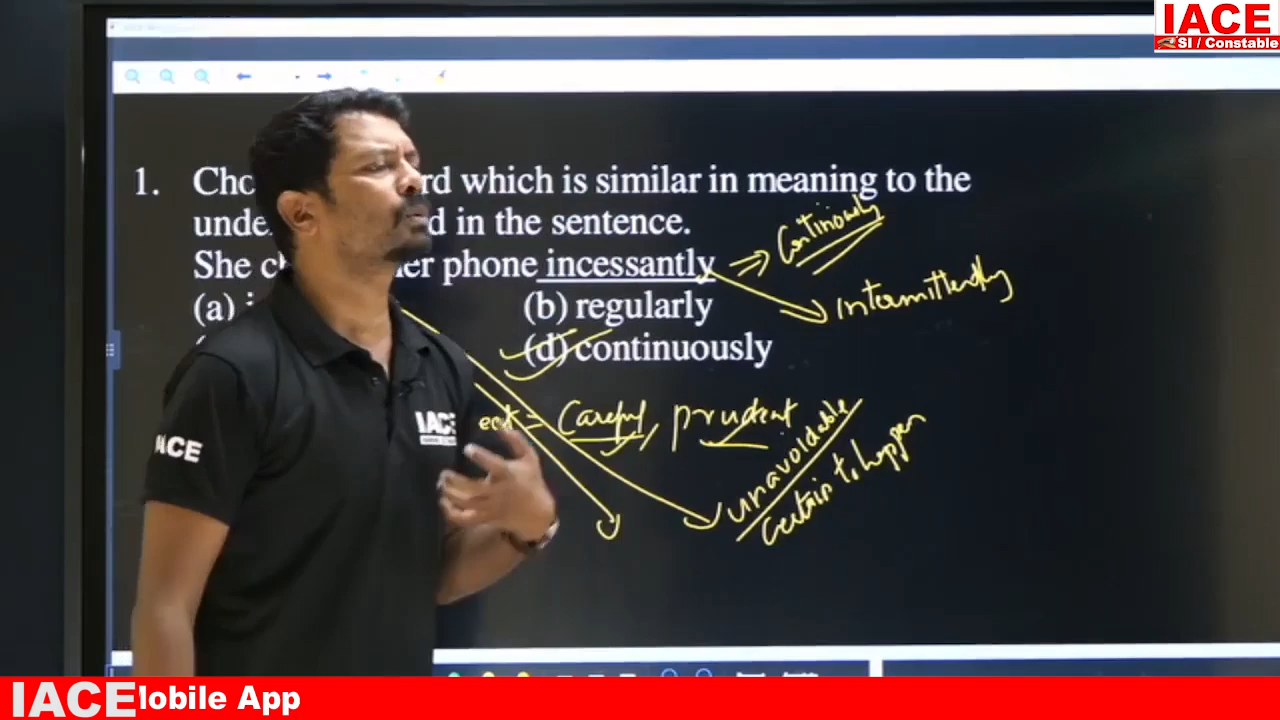 IACE
SI / Constable
1. Cho rd which is similar in meaning to the
unde d in the sentence.
She c er phone incessantly
(a) i (b) regularly
(d) continuously
Continiously
intermittently
= Careful, prudent
unavoidable
certain to happen
IACE
IACE
IACE lobile App